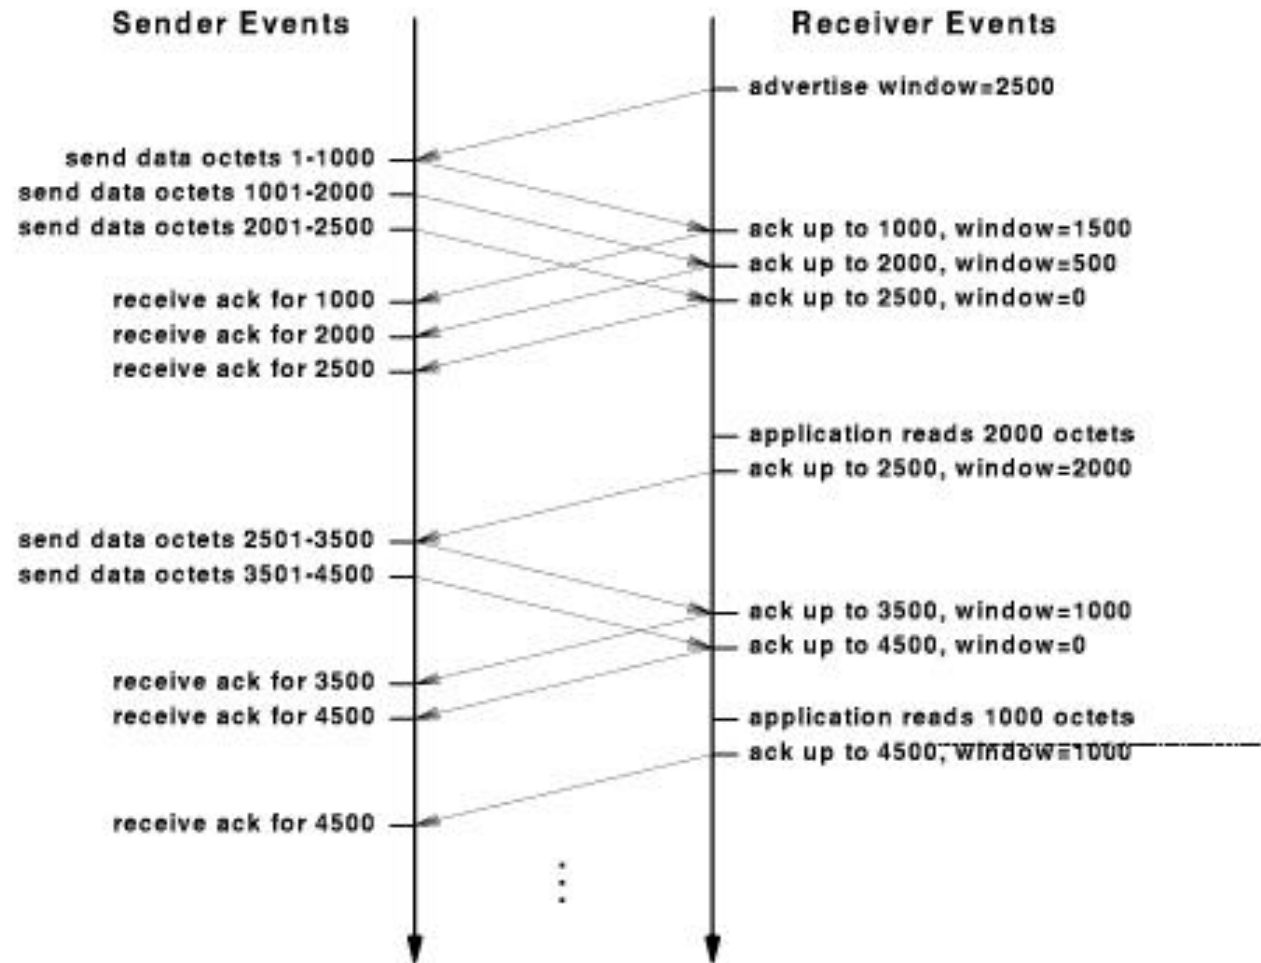 Sender Events
Receiver Events
advertise window=2500
send data octets 1-1000
send data octets 1001-2000
send data octets 2001-2500
ack up to 1000, window=1500
ack up to 2000, window=500
ack up to 2500, window=0
receive ack for 1000
receive ack for 2000
receive ack for 2500
application reads 2000 octets
ack up to 2500, window=2000
send data octets 2501-3500
send data octets 3501-4500
ack up to 3500, window=1000
ack up to 4500, window=0
receive ack for 3500
receive ack for 4500
application reads 1000 octets
ack up to 4500, window=1000
receive ack for 4500